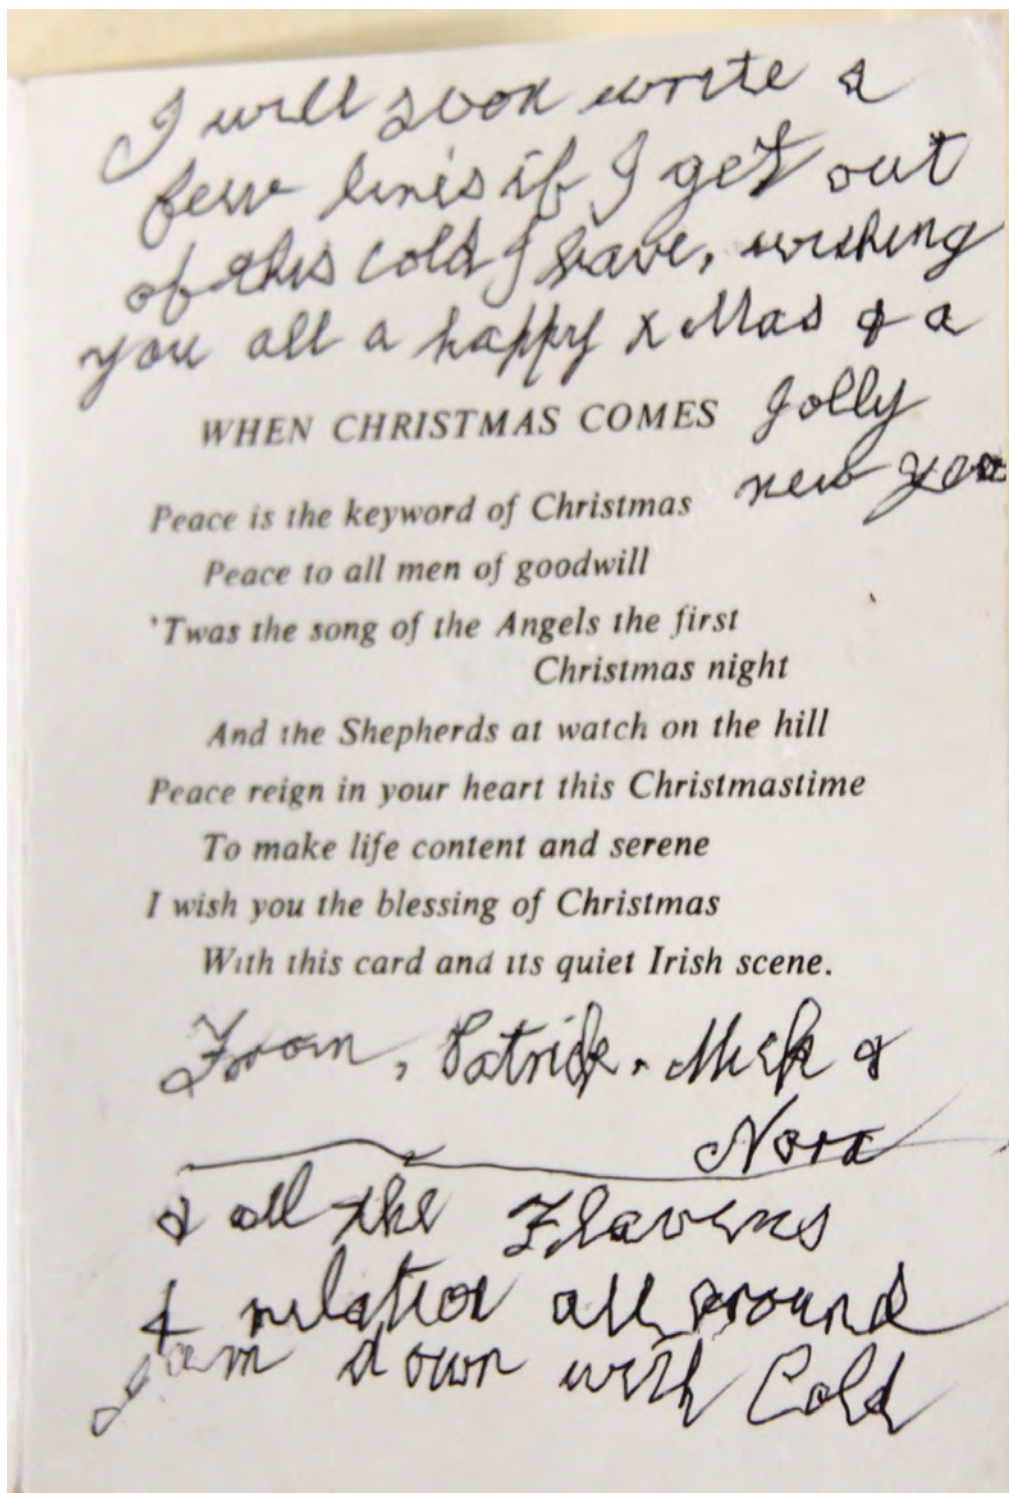 I will soon write a
few lines if I get out
of this cold I have, wishing
you all a happy x Mas & a
Jolly
new year
WHEN CHRISTMAS COMES
Peace is the keyword of Christmas
Peace to all men of goodwill
'Twas the song of the Angels the first
Christmas night
And the Shepherds at watch on the hill
Peace reign in your heart this Christmastime
To make life content and serene
I wish you the blessing of Christmas
With this card and its quiet Irish scene.
From, Patrick. Mick &
Nora
& all the
& all around
I am down with Cold